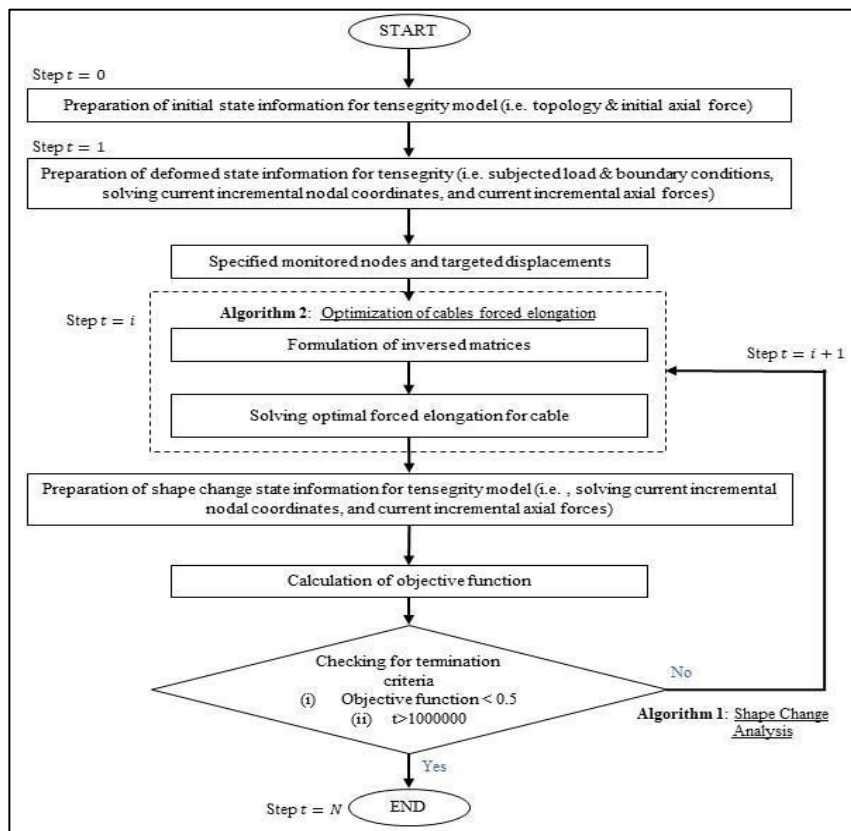 START
Step t = 0
Preparation of initial state information for tensegrity model (i.e. topology & initial axial force)
Step t = 1
Preparation of deformed state information for tensegrity (i.e. subjected load & boundary conditions,
solving current incremental nodal coordinates, and current incremental axial forces)
Specified monitored nodes and targeted displacements
Step t = i
Algorithm 2: Optimization of cables forced elongation
Formulation of inversed matrices
Solving optimal forced elongation for cable
Step t = i + 1
Preparation of shape change state information for tensegrity model (i.e. , solving current incremental
nodal coordinates, and current incremental axial forces)
Calculation of objective function
Checking for termination
criteria
(i) Objective function < 0.5
(ii) t>1000000
No
Algorithm 1: Shape Change
Analysis
Yes
Step t = N
END